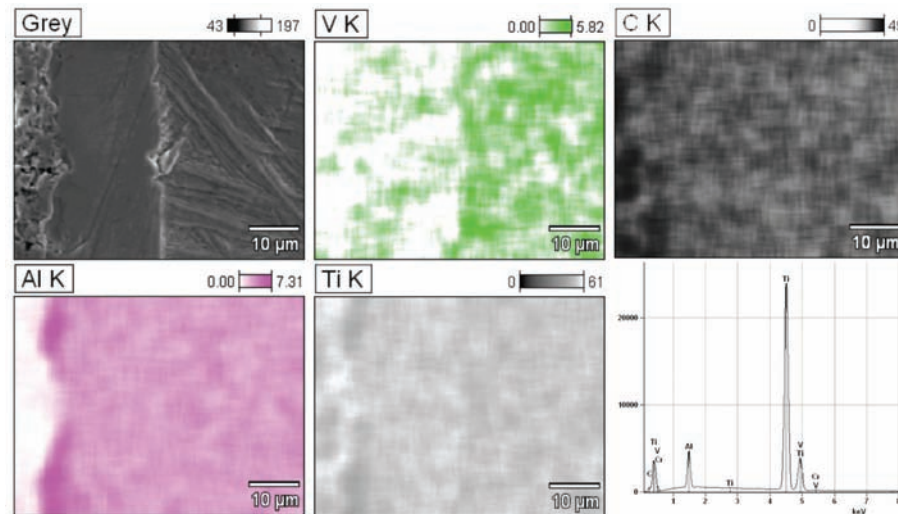 Grey 43 197
V K 0.00 5.82
C K 0
10 µm
10 µm
10 µm
Al K 0.00 7.31
Ti K 0 61
10 µm
10 µm
Ti
20000
10000
Ti
V
Cr
C
Al
Ti
V
Ti
Cr
V
0
1 2 3 4 5 6 7
keV